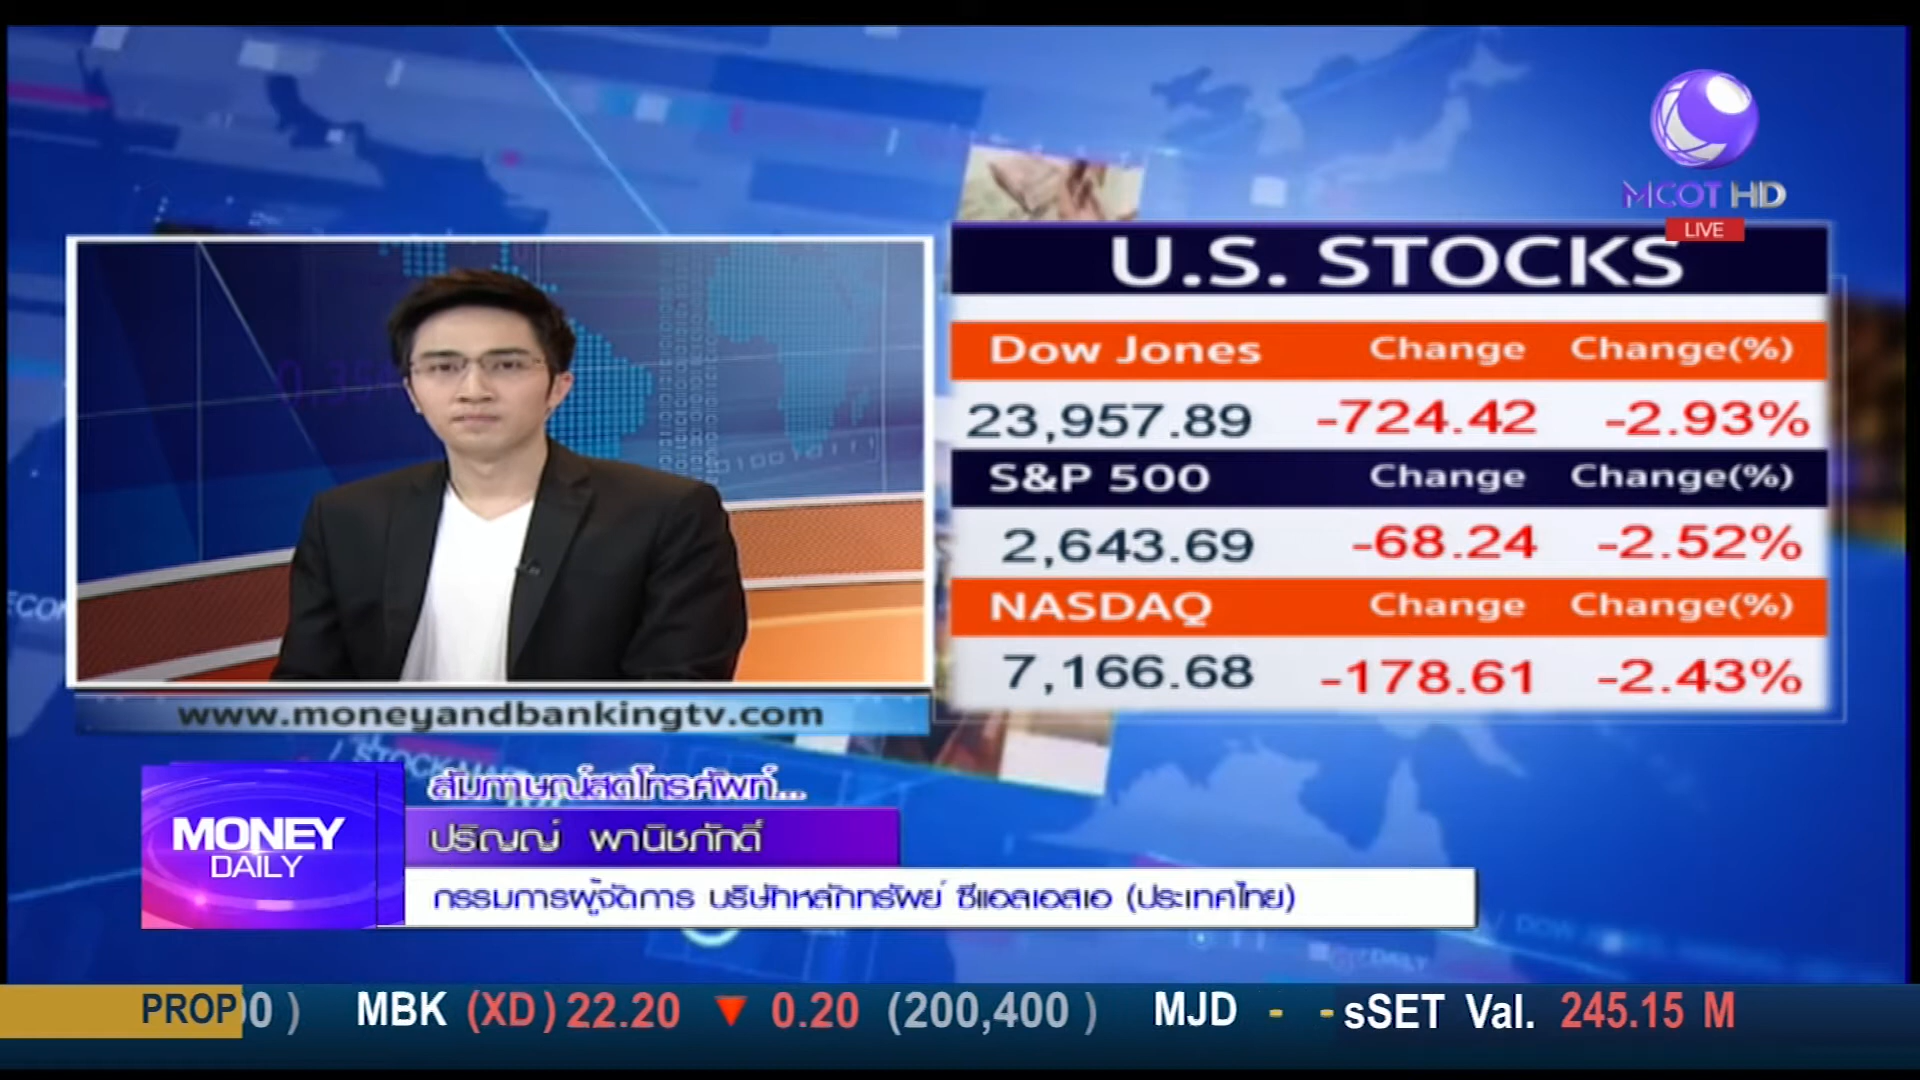 MCOT HD
LIVE
U.S. STOCKS
Dow Jones Change Change(%)
23,957.89 -724.42 -2.93%
S&P 500 Change Change(%)
2,643.69 -68.24 -2.52%
NASDAQ Change Change(%)
7,166.68 -178.61 -2.43%
www.moneyandbankingtv.com
สัมภาษณ์สดโทรศัพท์...
MONEY
DAILY
ปริญญ์ พานิชภักดิ์
กรรมการผู้จัดการ บริษัทหลักทรัพย์ ซีแอลเอสเอ (ประเทศไทย)
PROP 0 ) MBK (XD) 22.20 ▼ 0.20 (200,400 ) MJD - - sSET Val. 245.15 M